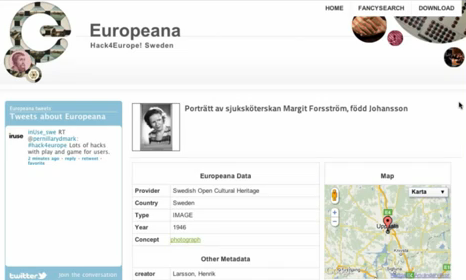 HOME
FANCYSEARCH
DOWNLOAD
Europeana
Hack4Europe! Sweden
Europeana tweets
Tweets about Europeana
inUse_swe RT
@pernillarydmark:
#hack4europe Lots of hacks
with play and game for users.
2 minutes ago · reply · retweet ·
favorite
twitter
join the conversation
Porträtt av sjuksköterskan Margit Forsström, född Johansson
Europeana Data
Provider Swedish Open Cultural Heritage
Country Sweden
Type IMAGE
Year 1946
Concept photograph
Other Metadata
creator Larsson, Henrik
Map
Karta